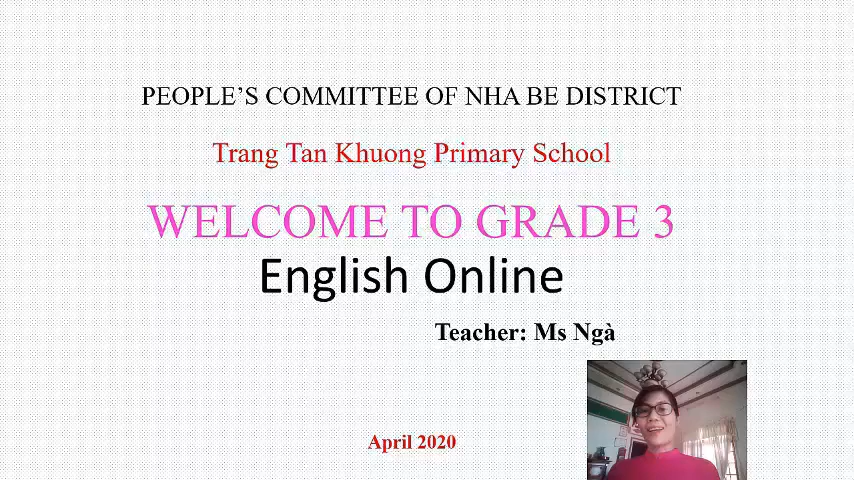 PEOPLE’S COMMITTEE OF NHA BE DISTRICT
Trang Tan Khuong Primary School
WELCOME TO GRADE 3
English Online
Teacher: Ms Ngà
April 2020